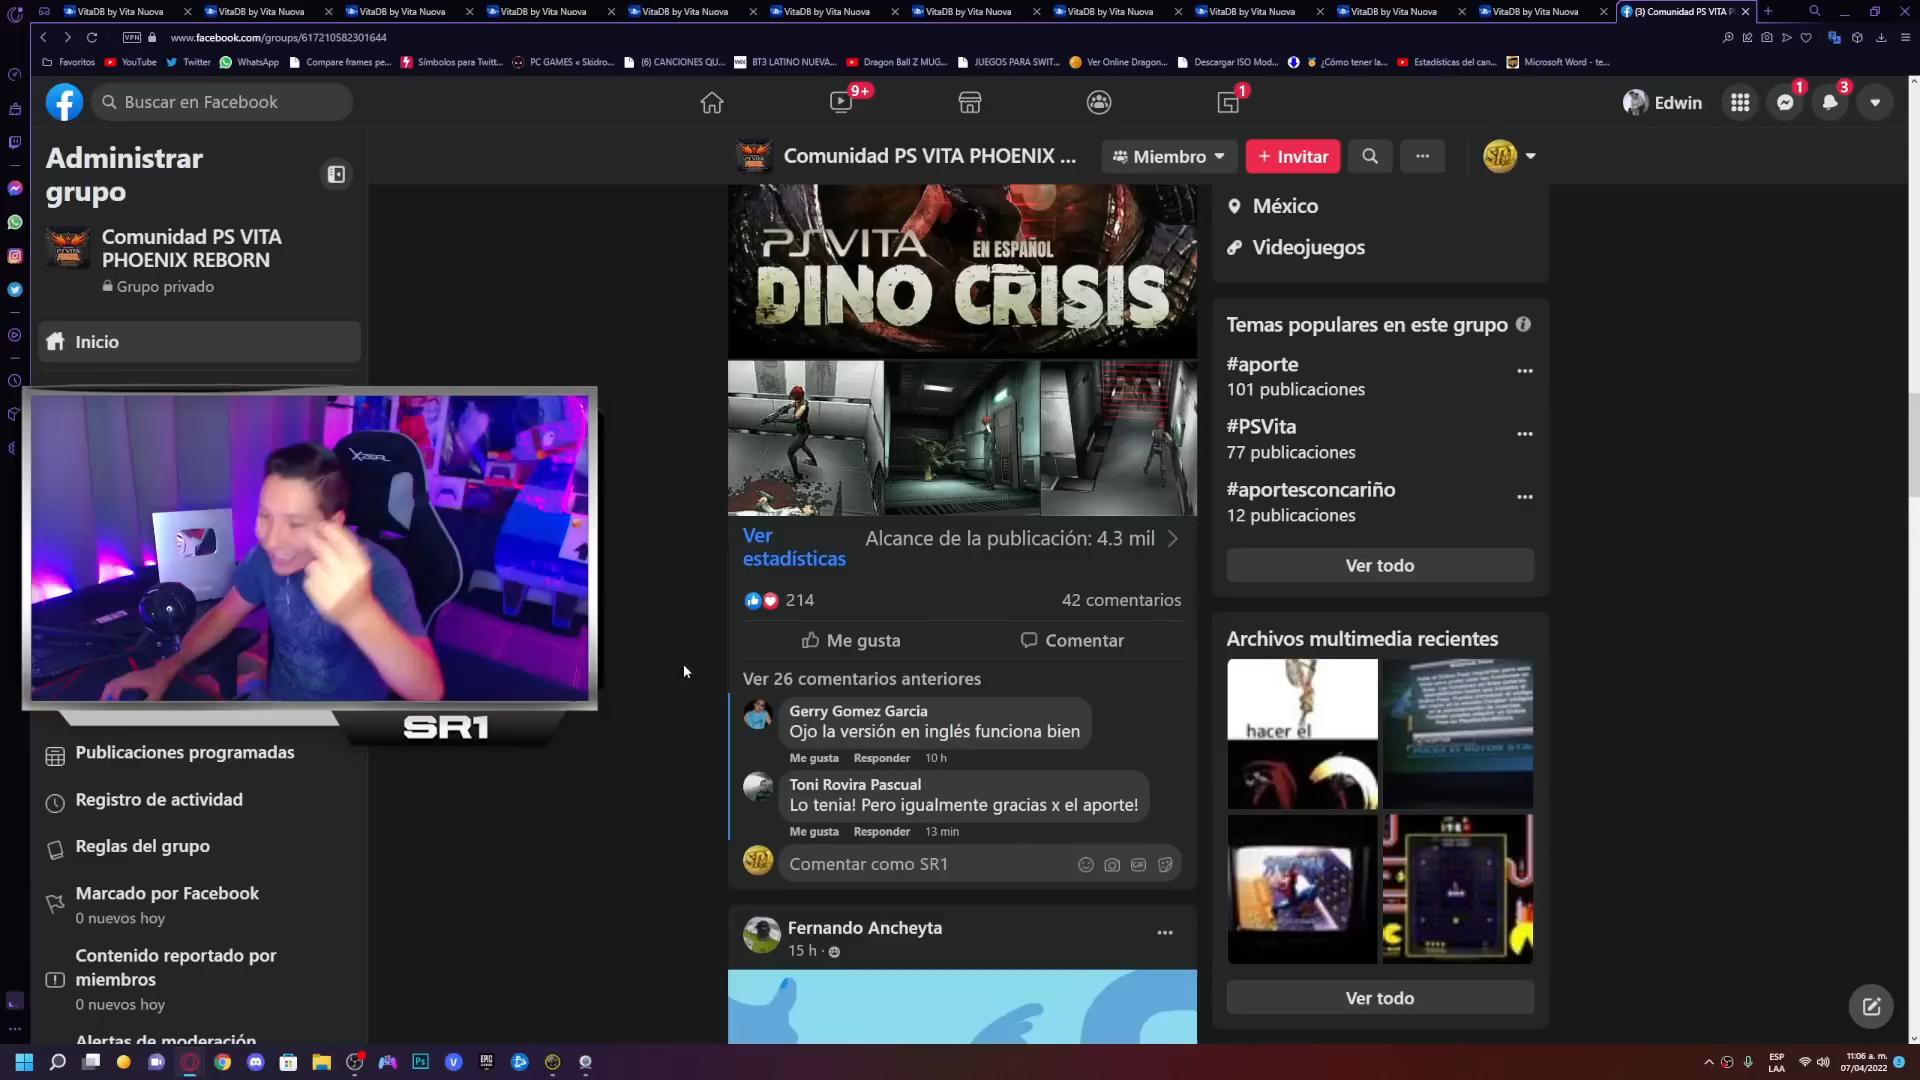 VitaDB by Vita Nuova
VitaDB by Vita Nuova
VitaDB by Vita Nuova
VitaDB by Vita Nuova
VitaDB by Vita Nuova
VitaDB by Vita Nuova
VitaDB by Vita Nuova
VitaDB by Vita Nuova
VitaDB by Vita Nuova
VitaDB by Vita Nuova
VitaDB by Vita Nuova
(3) Comunidad PS VITA P
VPN
www.facebook.com/groups/617210582301644
Favoritos
YouTube
Twitter
WhatsApp
Compare frames pe...
Símbolos para Twitt...
PC GAMES « Skidro...
(6) CANCIONES QU...
BT3 LATINO NUEVA...
Dragon Ball Z MUG...
JUEGOS PARA SWIT...
Ver Online Dragon...
Descargar ISO Mod...
¿Cómo tener la...
Estadísticas del can...
Microsoft Word - te...
Buscar en Facebook
9+
1
Edwin
1
3
Administrar
grupo
Comunidad PS VITA
PHOENIX REBORN
Grupo privado
Inicio
Comunidad PS VITA PHOENIX ...
Miembro
+ Invitar
PSVITA
EN ESPAÑOL
DINO CRISIS
Ver
estadísticas
Alcance de la publicación: 4.3 mil
214
42 comentarios
Me gusta
Comentar
Ver 26 comentarios anteriores
Gerry Gomez Garcia
Ojo la versión en inglés funciona bien
Me gusta Responder 10 h
Toni Rovira Pascual
Lo tenia! Pero igualmente gracias x el aporte!
Me gusta Responder 13 min
Comentar como SR1
GIF
Fernando Ancheyta
15 h ·
México
Videojuegos
Temas populares en este grupo
#aporte
101 publicaciones
#PSVita
77 publicaciones
#aportesconcariño
12 publicaciones
Ver todo
Archivos multimedia recientes
hacer el
Ver todo
XZEAL
SR1
Publicaciones programadas
Registro de actividad
Reglas del grupo
Marcado por Facebook
0 nuevos hoy
Contenido reportado por
miembros
0 nuevos hoy
Alertas de moderación
Ps
EPIC
ESP
LAA
11:06 a. m.
07/04/2022